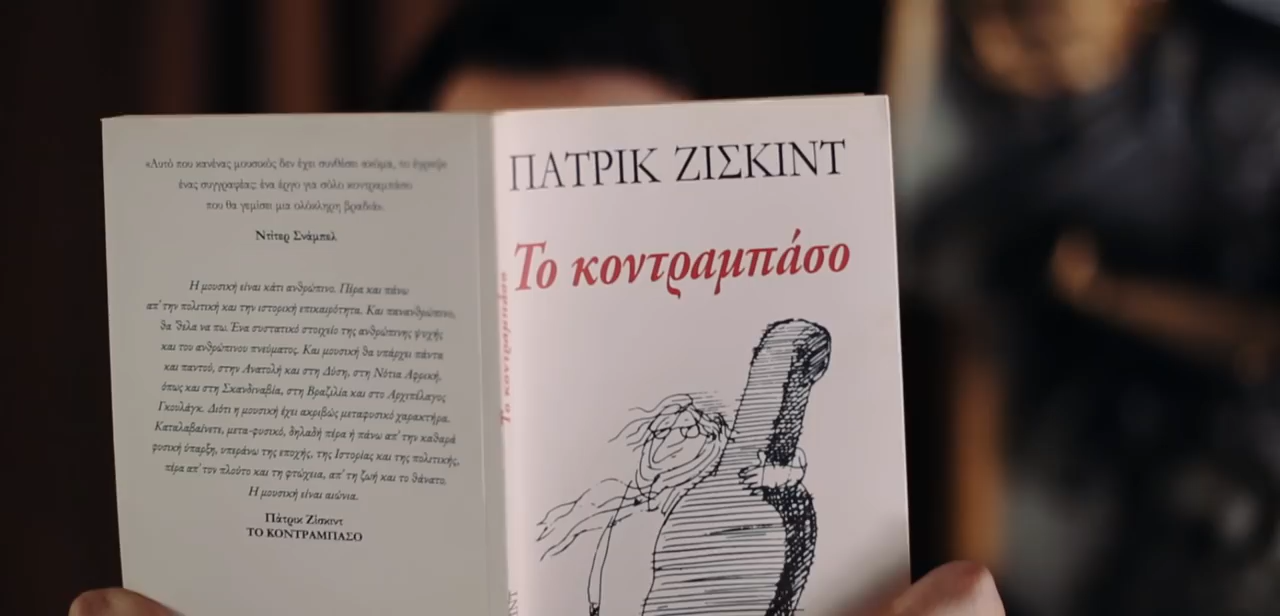 «Αυτό που κανένας μουσικός δεν έχει συνθέσει ακόμα, το έγραψε
ένας συγγραφέας: ένα έργο για σόλο κοντραμπάσο
που θα γεμίσει μια ολόκληρη βραδιά».
Ντίτερ Σνάμπελ
Η μουσική είναι κάτι ανθρώπινο. Πέρα και πάνω
απ' την πολιτική και την ιστορική επικαιρότητα. Και πανανθρώπινο,
θα 'θελα να πω. Ένα συστατικό στοιχείο της ανθρώπινης ψυχής
και του ανθρώπινου πνεύματος. Και μουσική θα υπάρχει πάντα
και παντού, στην Ανατολή και στη Δύση, στη Νότια Αφρική,
όπως και στη Σκανδιναβία, στη Βραζιλία και στο Αρχιπέλαγος
Γκουλάγκ. Διότι η μουσική έχει ακριβώς μεταφυσικό χαρακτήρα.
Καταλαβαίνετε, μετα-φυσικό, δηλαδή πέρα ή πάνω απ' την καθαρά
φυσική ύπαρξη, υπεράνω της εποχής, της Ιστορίας και της πολιτικής,
πέρα απ' τον πλούτο και τη φτώχεια, απ' τη ζωή και το θάνατο.
Η μουσική είναι αιώνια.
Πάτρικ Ζίσκιντ
ΤΟ ΚΟΝΤΡΑΜΠΑΣΟ
Το κοντραμπάσο
ΠΑΤΡΙΚ ΖΙΣΚΙΝΤ
Το κοντραμπάσο